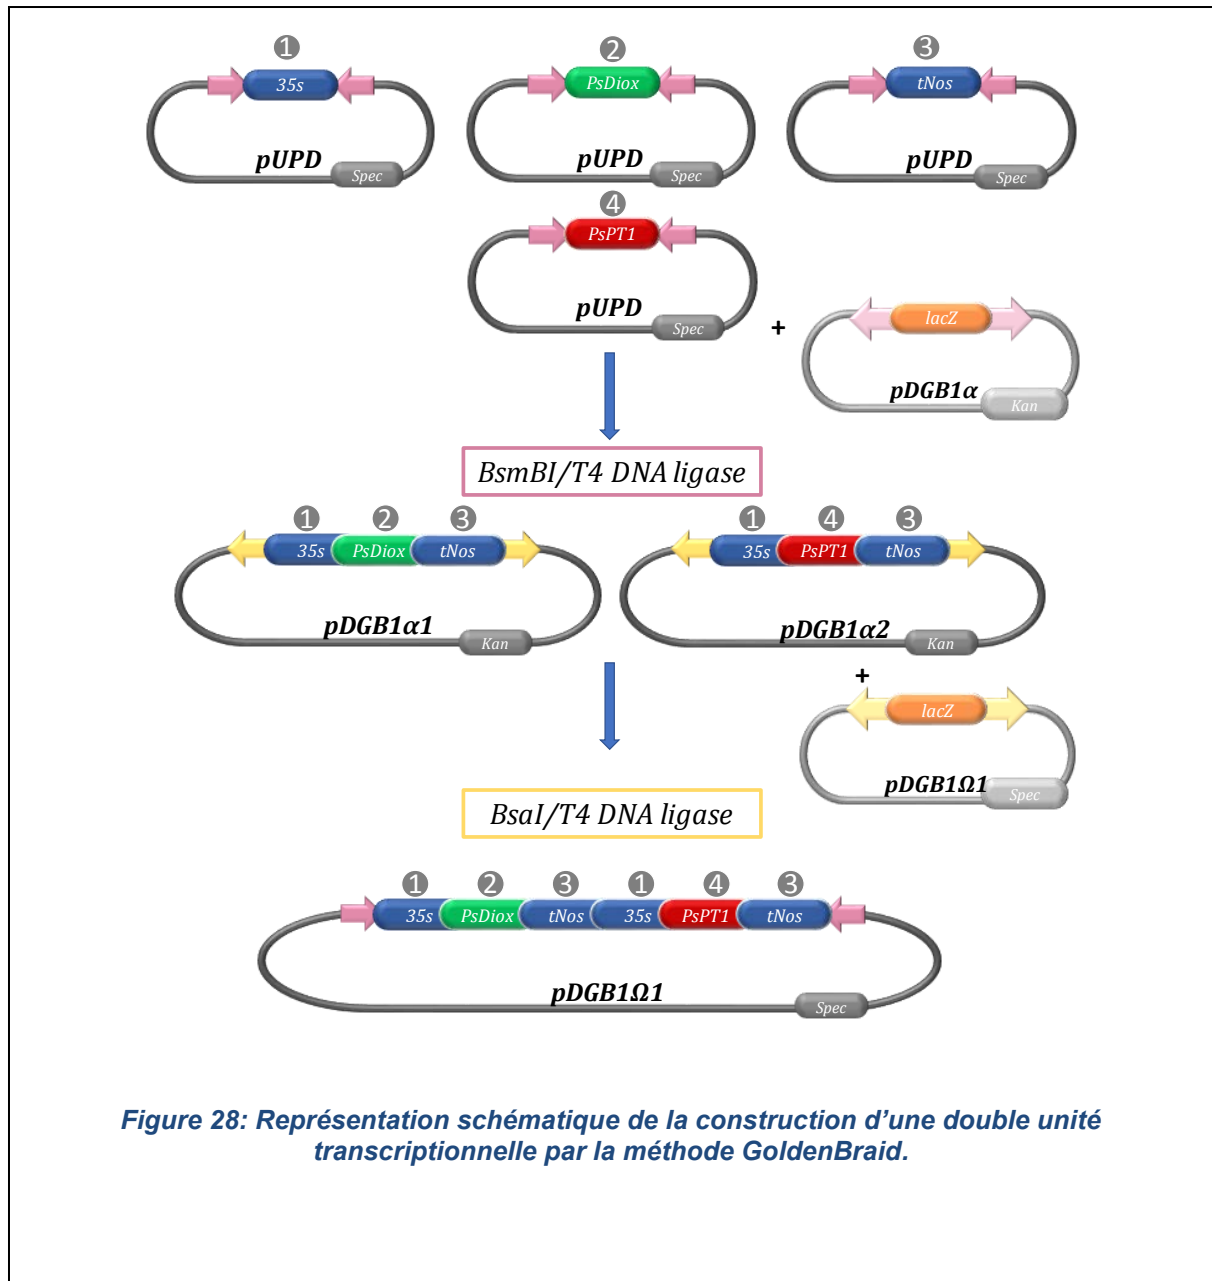 1 2 3
35s PsDiox tNos
pUPD pUPD pUPD
Spec Spec Spec
4
PsPT1
pUPD
Spec
+
lacZ
pDGB1α
Kan
BsmBI/T4 DNA ligase
1 2 3 1 4 3
35s PsDiox tNos 35s PsPT1 tNos
pDGB1α1 pDGB1α2
Kan Kan
+
lacZ
pDGB1Ω1
Spec
BsaI/T4 DNA ligase
1 2 3 1 4 3
35s PsDiox tNos 35s PsPT1 tNos
pDGB1Ω1
Spec
Figure 28: Représentation schématique de la construction d’une double unité
transcriptionnelle par la méthode GoldenBraid.